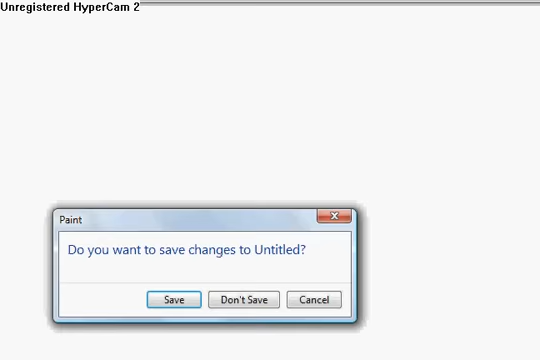 Unregistered HyperCam 2
Paint
Do you want to save changes to Untitled?
Save
Don't Save
Cancel